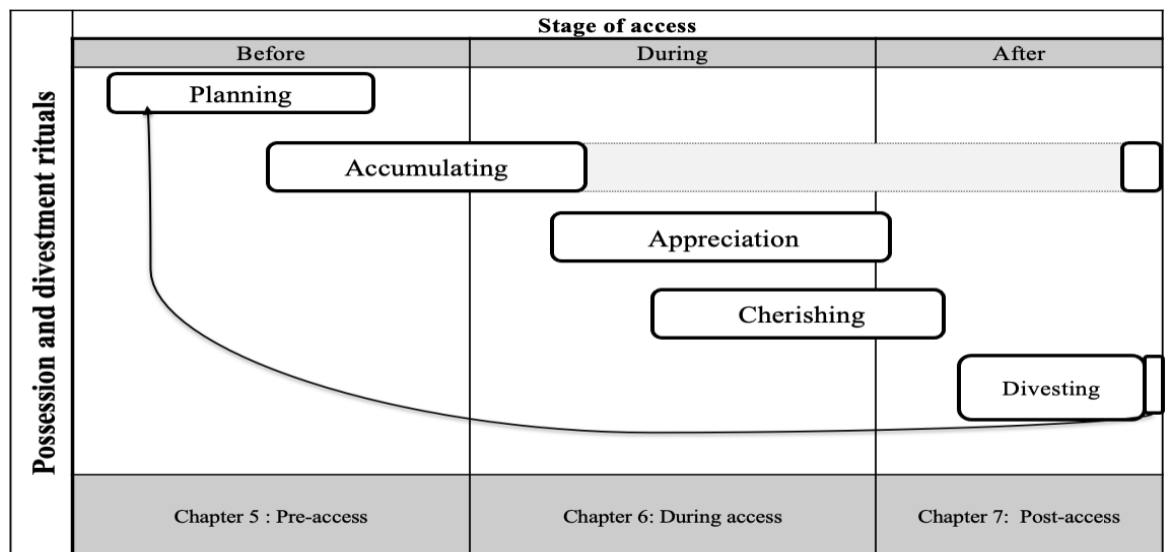 Stage of access
Before
During
After
Possession and divestment rituals
Planning
Accumulating
Appreciation
Cherishing
Divesting
Chapter 5 : Pre-access
Chapter 6: During access
Chapter 7: Post-access